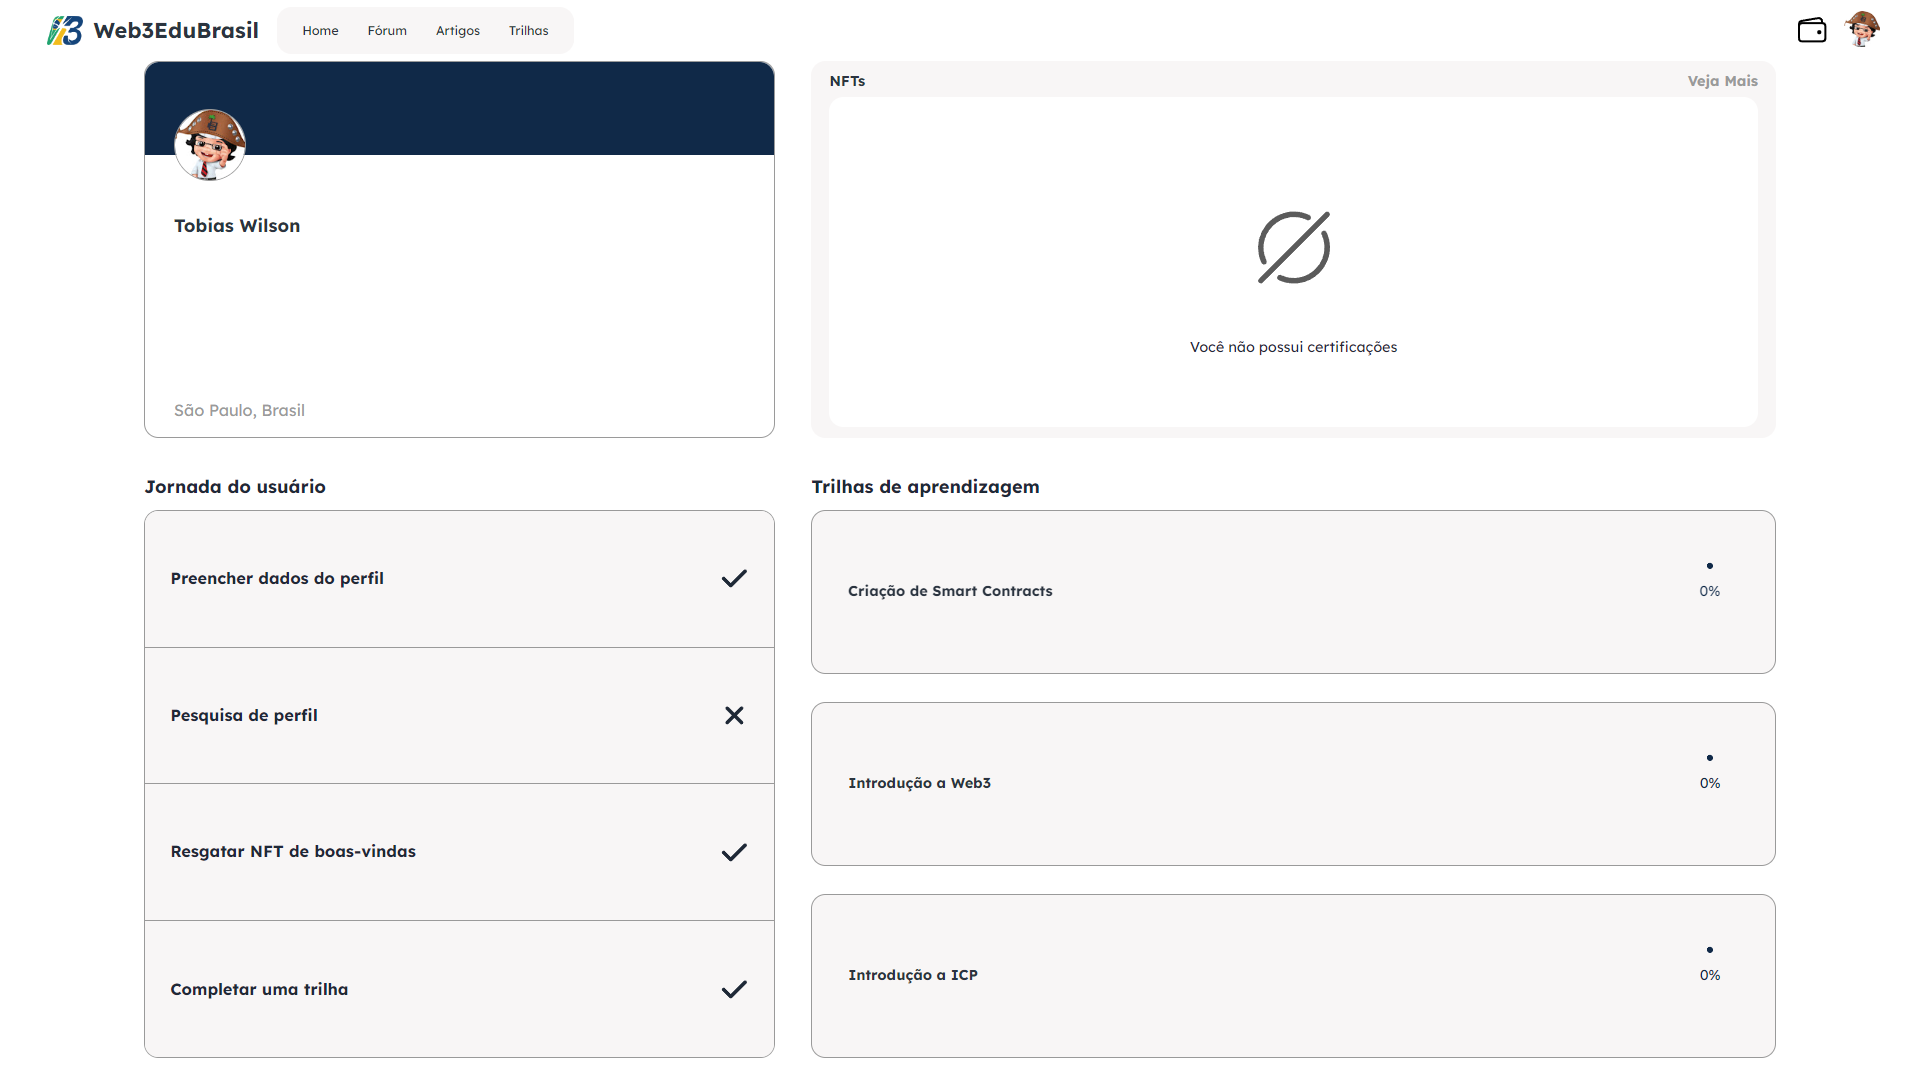 Web3EduBrasil
Home
Fórum
Artigos
Trilhas
Tobias Wilson
São Paulo, Brasil
NFTs
Veja Mais
Você não possui certificações
Jornada do usuário
Preencher dados do perfil
Pesquisa de perfil
Resgatar NFT de boas-vindas
Completar uma trilha
Trilhas de aprendizagem
Criação de Smart Contracts
0%
Introdução a Web3
0%
Introdução a ICP
0%